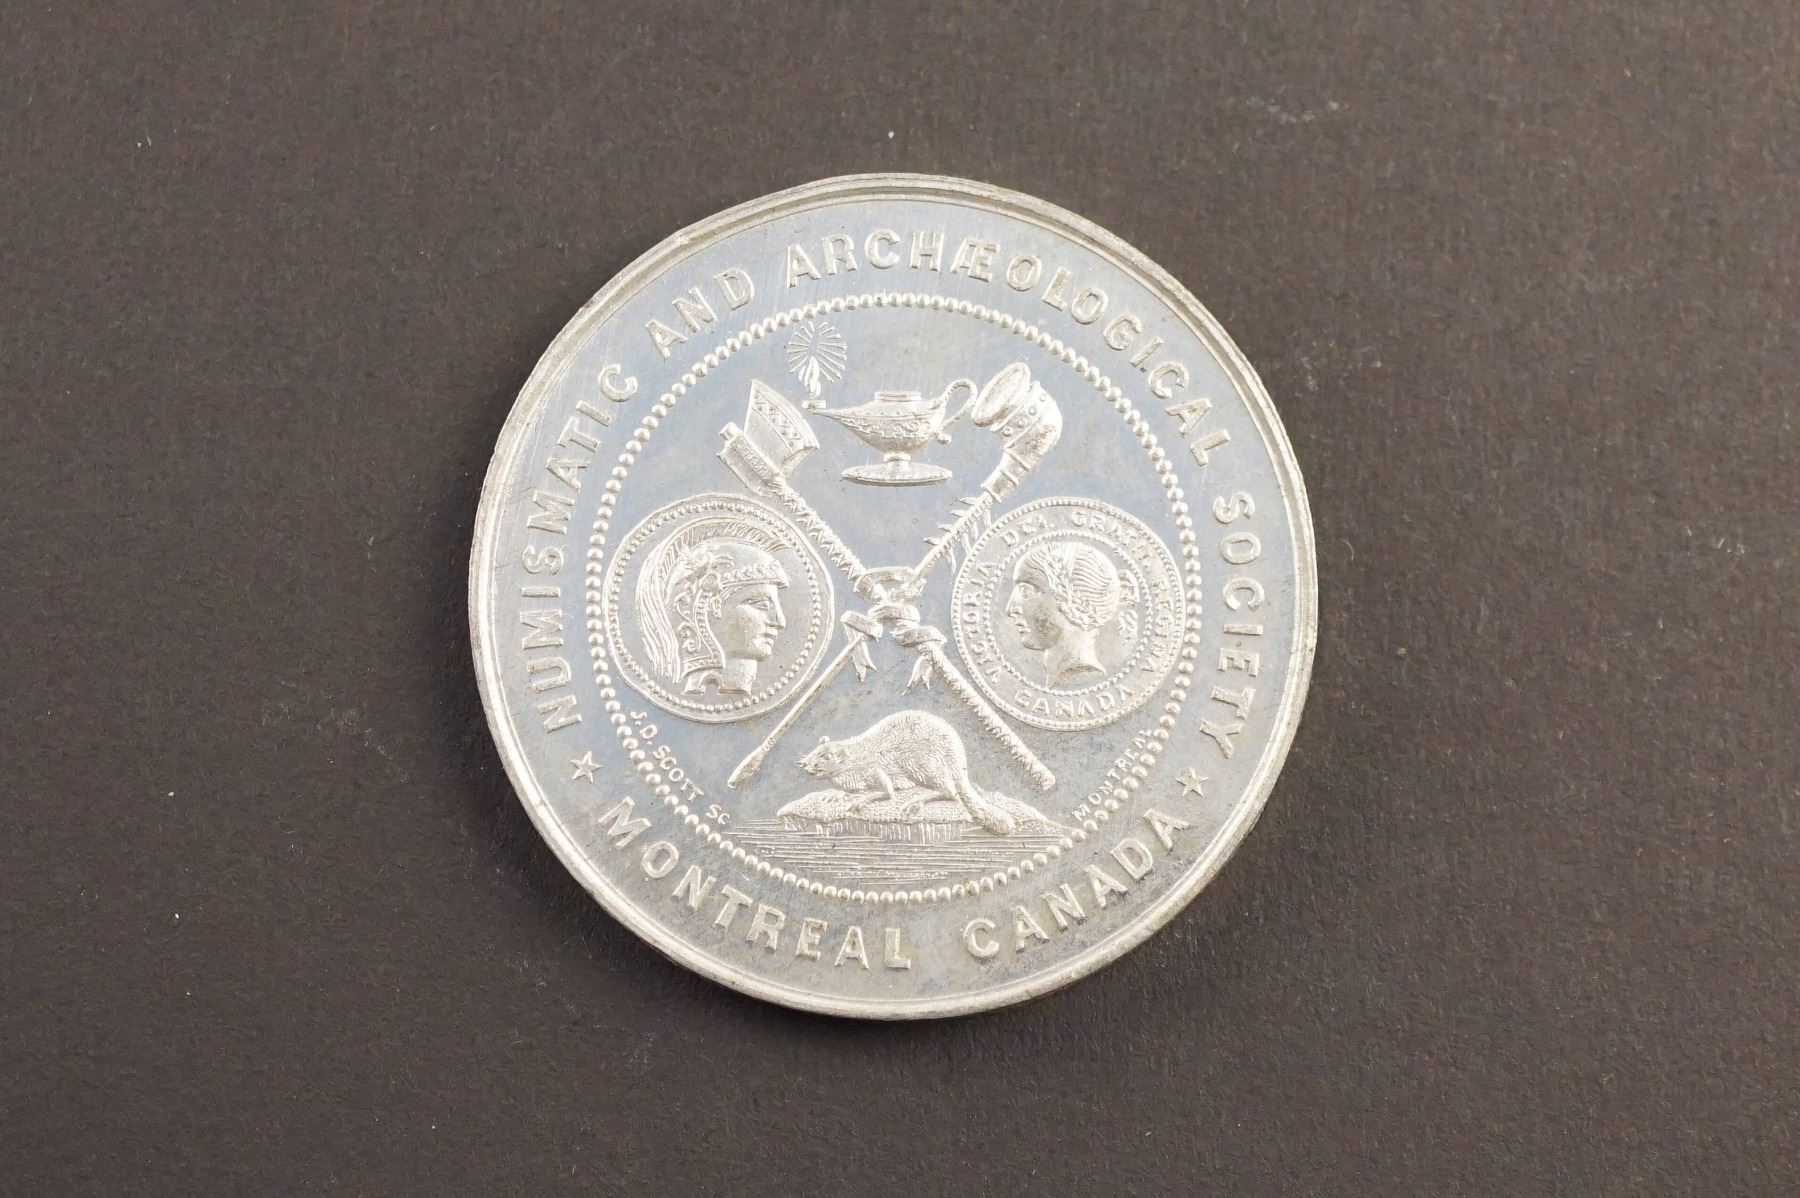 NUMISMATIC AND ARCHÆOLOGICAL SOCIETY
★ MONTREAL CANADA ★
VICTORIA DEI GRATIA REGINA
CANADA
J. D. SCOTT SC
MONTREAL